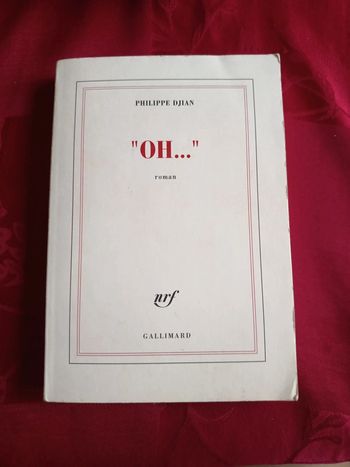 PHILIPPE DJIAN
"OH..."
roman
nrf
GALLIMARD